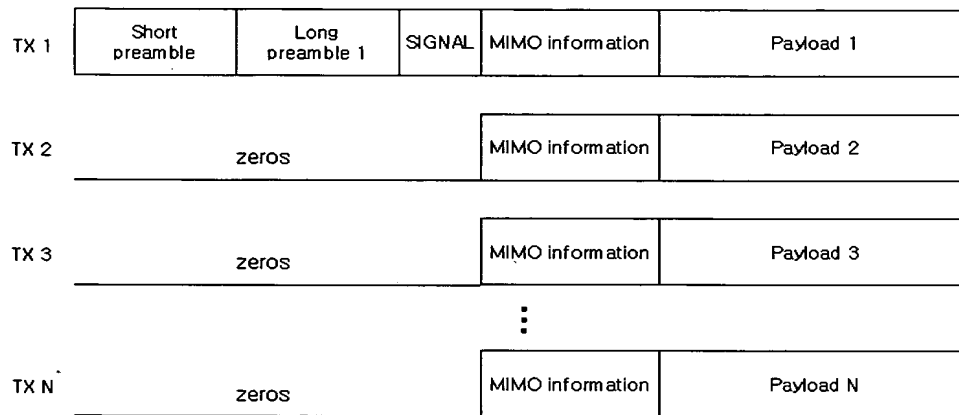 TX 1
Short preamble
Long preamble 1
SIGNAL
MIMO information
Payload 1
TX 2
zeros
MIMO information
Payload 2
TX 3
zeros
MIMO information
Payload 3
TX N
zeros
MIMO information
Payload N